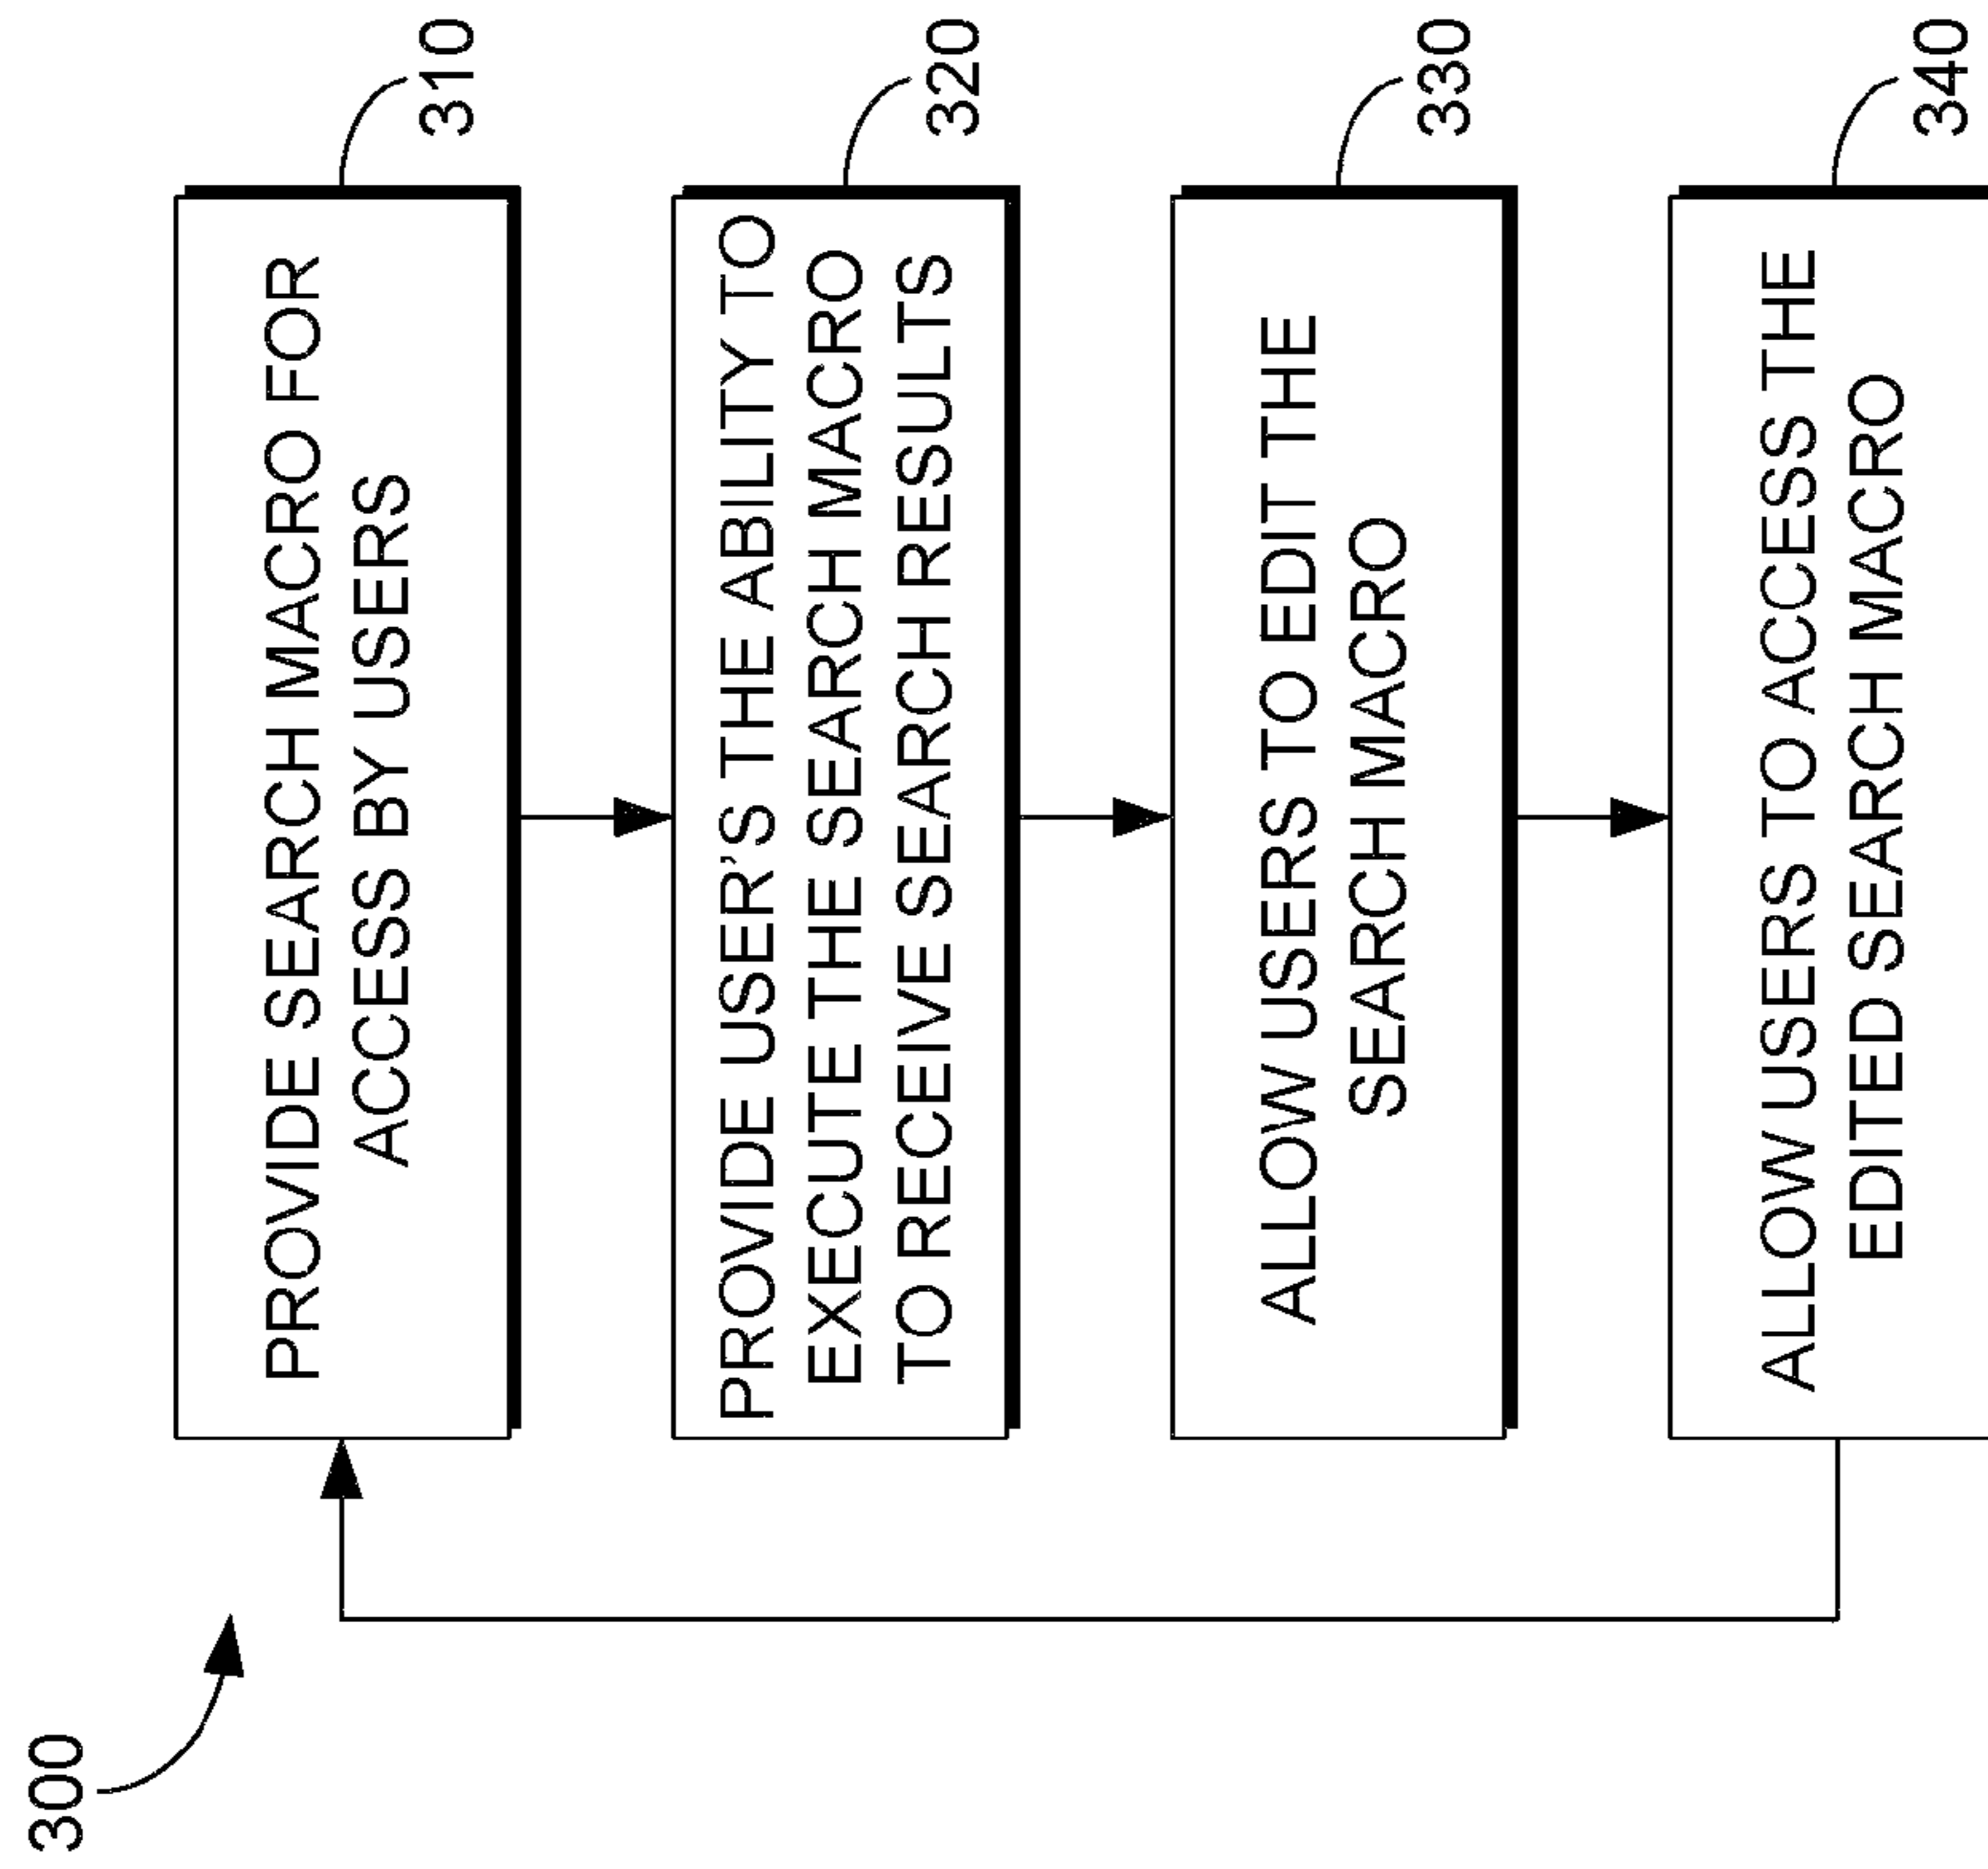 300
PROVIDE SEARCH MACRO FOR
ACCESS BY USERS
310
PROVIDE USER'S THE ABILITY TO
EXECUTE THE SEARCH MACRO
TO RECEIVE SEARCH RESULTS
320
ALLOW USERS TO EDIT THE
SEARCH MACRO
330
ALLOW USERS TO ACCESS THE
EDITED SEARCH MACRO
340